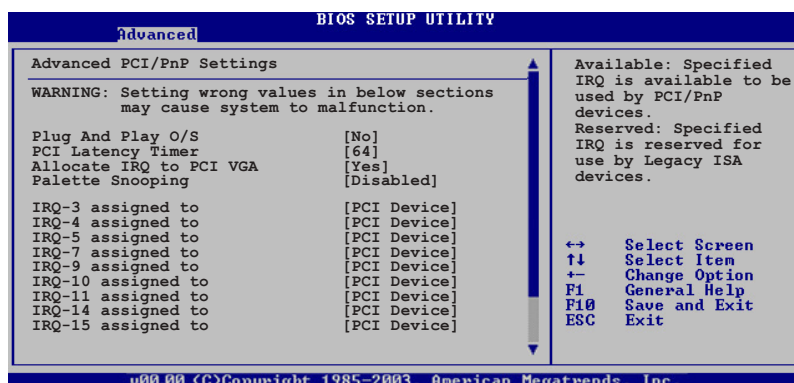 BIOS SETUP UTILITY
Advanced
Advanced PCI/PnP Settings
WARNING: Setting wrong values in below sections
may cause system to malfunction.
Plug And Play O/S [No]
PCI Latency Timer [64]
Allocate IRQ to PCI VGA [Yes]
Palette Snooping [Disabled]
IRQ-3 assigned to [PCI Device]
IRQ-4 assigned to [PCI Device]
IRQ-5 assigned to [PCI Device]
IRQ-7 assigned to [PCI Device]
IRQ-9 assigned to [PCI Device]
IRQ-10 assigned to [PCI Device]
IRQ-11 assigned to [PCI Device]
IRQ-14 assigned to [PCI Device]
IRQ-15 assigned to [PCI Device]
Available: Specified
IRQ is available to be
used by PCI/PnP
devices.
Reserved: Specified
IRQ is reserved for
use by Legacy ISA
devices.
←→ Select Screen
↑↓ Select Item
+- Change Option
F1 General Help
F10 Save and Exit
ESC Exit
v00.00 (C)Copyright 1985-2003, American Megatrends, Inc.